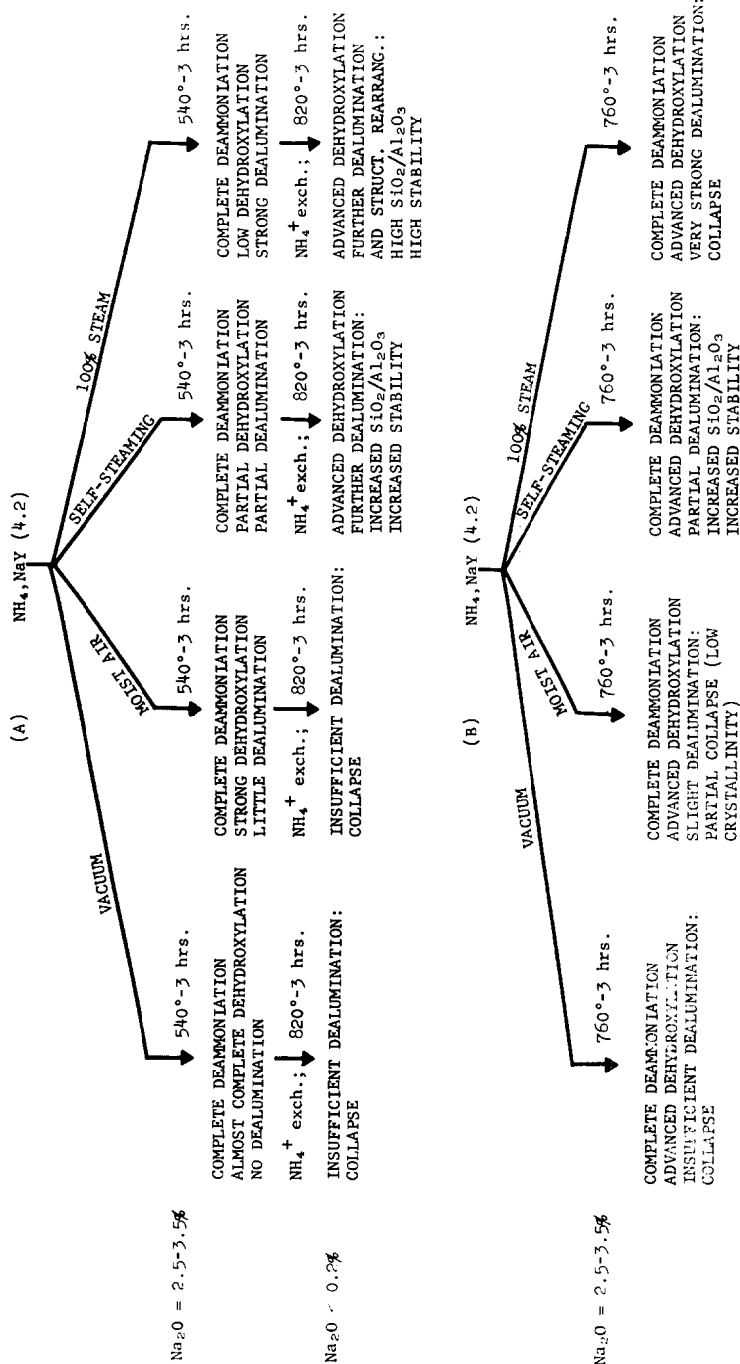 (A)
NH₄,NaY (4.2)
VACUUM
MOIST AIR
SELF-STEAMING
100% STEAM
Na₂O = 2.5-3.5%
540°-3 hrs.
COMPLETE DEAMMONIATION
ALMOST COMPLETE DEHYDROXYLATION
NO DEALUMINATION
NH₄⁺ exch.; 820°-3 hrs.
INSUFFICIENT DEALUMINATION:
COLLAPSE
540°-3 hrs.
COMPLETE DEAMMONIATION
STRONG DEHYDROXYLATION
LITTLE DEALUMINATION
NH₄⁺ exch.; 820°-3 hrs.
INSUFFICIENT DEALUMINATION:
COLLAPSE
540°-3 hrs.
COMPLETE DEAMMONIATION
PARTIAL DEHYDROXYLATION
PARTIAL DEALUMINATION
NH₄⁺ exch.; 820°-3 hrs.
ADVANCED DEHYDROXYLATION
FURTHER DEALUMINATION:
INCREASED SiO₂/Al₂O₃
INCREASED STABILITY
540°-3 hrs.
COMPLETE DEAMMONIATION
LOW DEHYDROXYLATION
STRONG DEALUMINATION
NH₄⁺ exch.; 820°-3 hrs.
ADVANCED DEHYDROXYLATION
FURTHER DEALUMINATION
AND STRUCT. REARRANG.:
HIGH SiO₂/Al₂O₃
HIGH STABILITY
Na₂O 0.2%
(B)
NH₄,NaY (4.2)
VACUUM
MOIST AIR
SELF-STEAMING
100% STEAM
Na₂O = 2.5-3.5%
760°-3 hrs.
COMPLETE DEAMMONIATION
ADVANCED DEHYDROXYLATION
INSUFFICIENT DEALUMINATION:
COLLAPSE
760°-3 hrs.
COMPLETE DEAMMONIATION
ADVANCED DEHYDROXYLATION
SLIGHT DEALUMINATION:
PARTIAL COLLAPSE (LOW
CRYSTALLINITY)
760°-3 hrs.
COMPLETE DEAMMONIATION
ADVANCED DEHYDROXYLATION
PARTIAL DEALUMINATION:
INCREASED SiO₂/Al₂O₃
INCREASED STABILITY
760°-3 hrs.
COMPLETE DEAMMONIATION
ADVANCED DEHYDROXYLATION
VERY STRONG DEALUMINATION:
COLLAPSE